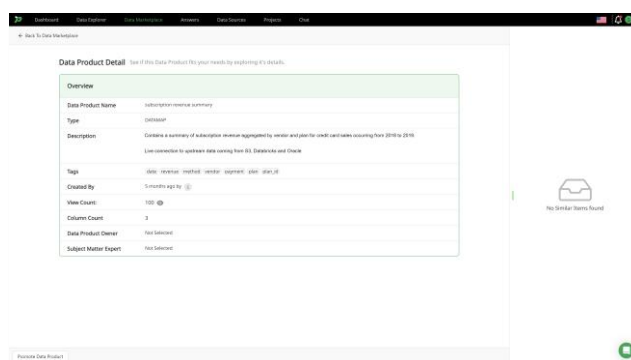 Dashboard Data Explorer Data Marketplace Answers Data Sources Projects Chat
← Back To Data Marketplace
Data Product Detail See if this Data Product fits your needs by exploring it's details.
Overview
Data Product Name subscription revenue summary
Type DATAMAP
Description Contains a summary of subscription revenue aggregated by vendor and plan for credit card sales occurring from 2018 to 2019
Live connection to upstream data coming from S3, Databricks and Oracle
Tags date revenue method vendor payment plan plan_id
Created By 5 months ago by
View Count: 100
Column Count 3
Data Product Owner Not Selected
Subject Matter Expert Not Selected
No Similar Items found
Promote Data Product